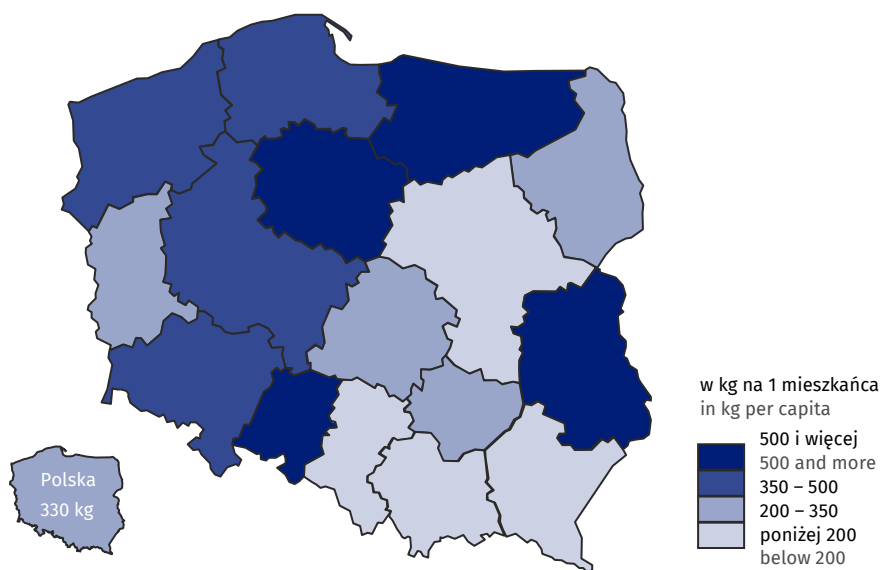 w kg na 1 mieszkańca
in kg per capita
500 i więcej
500 and more
350 – 500
200 – 350
poniżej 200
below 200
Polska
330 kg